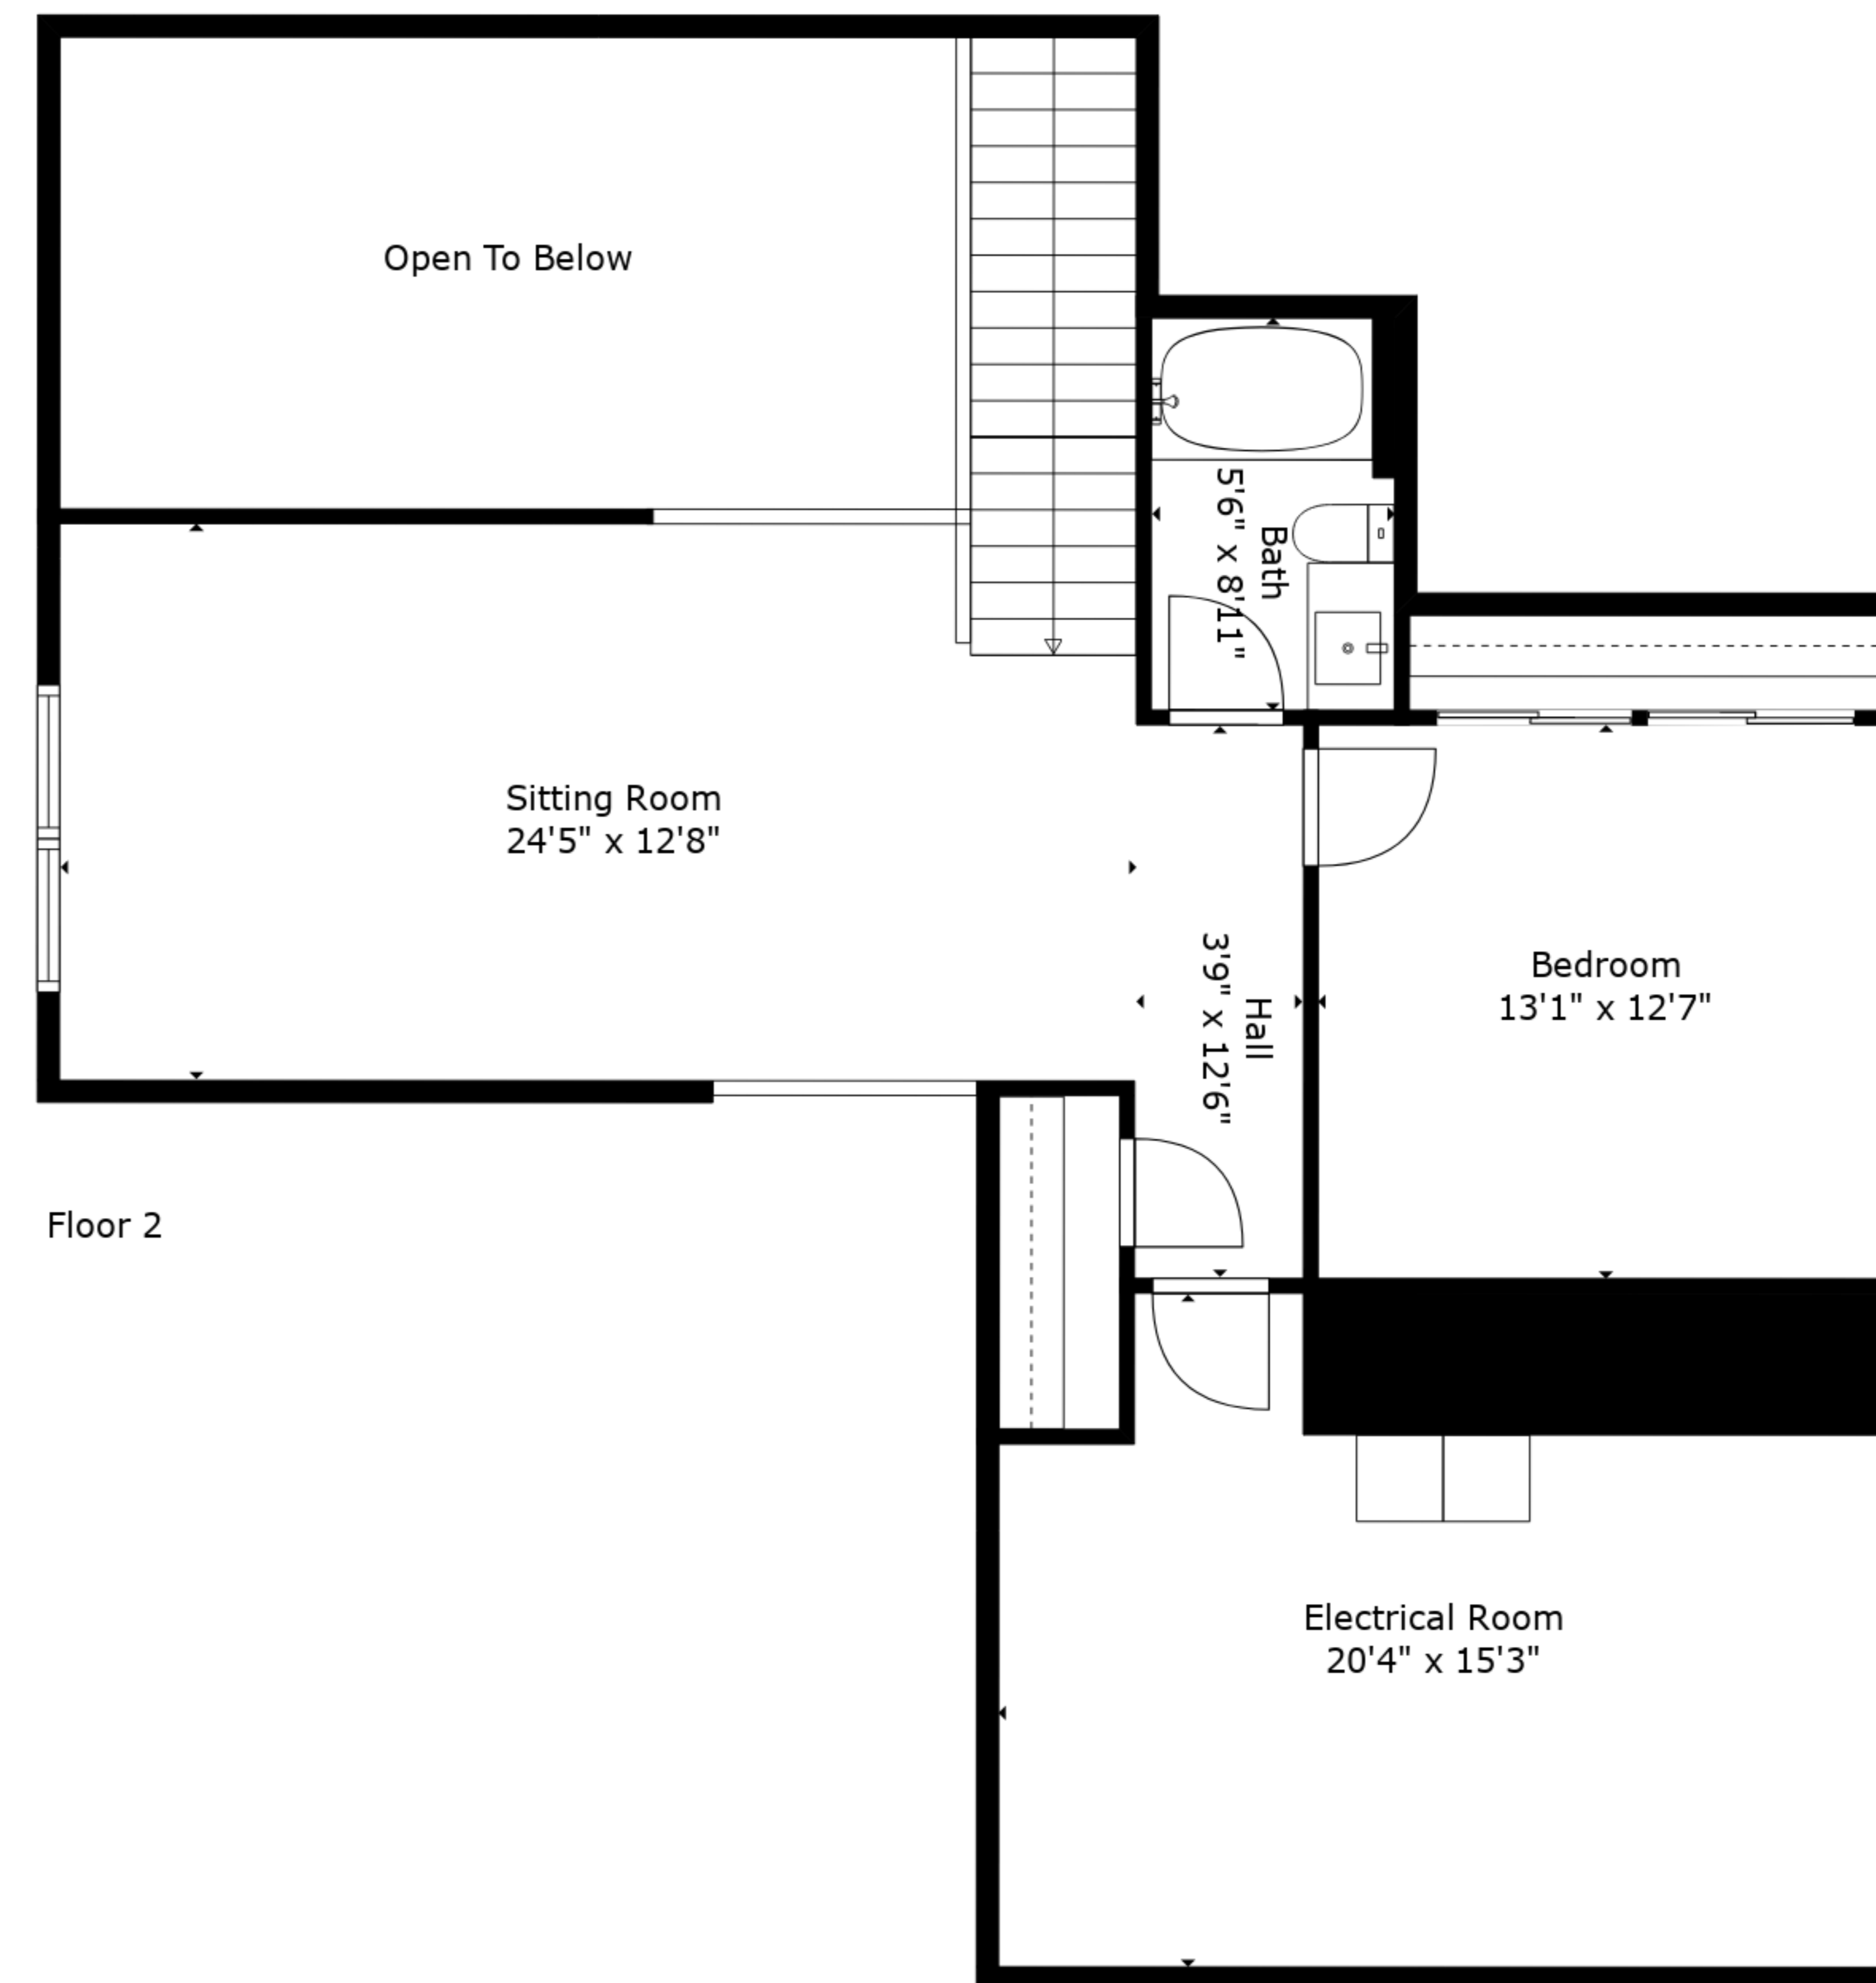 Open To Below
Bath
5'6" x 8'11"
Sitting Room
24'5" x 12'8"
Bedroom
13'1" x 12'7"
Hall
3'9" x 12'6"
Floor 2
Electrical Room
20'4" x 15'3"